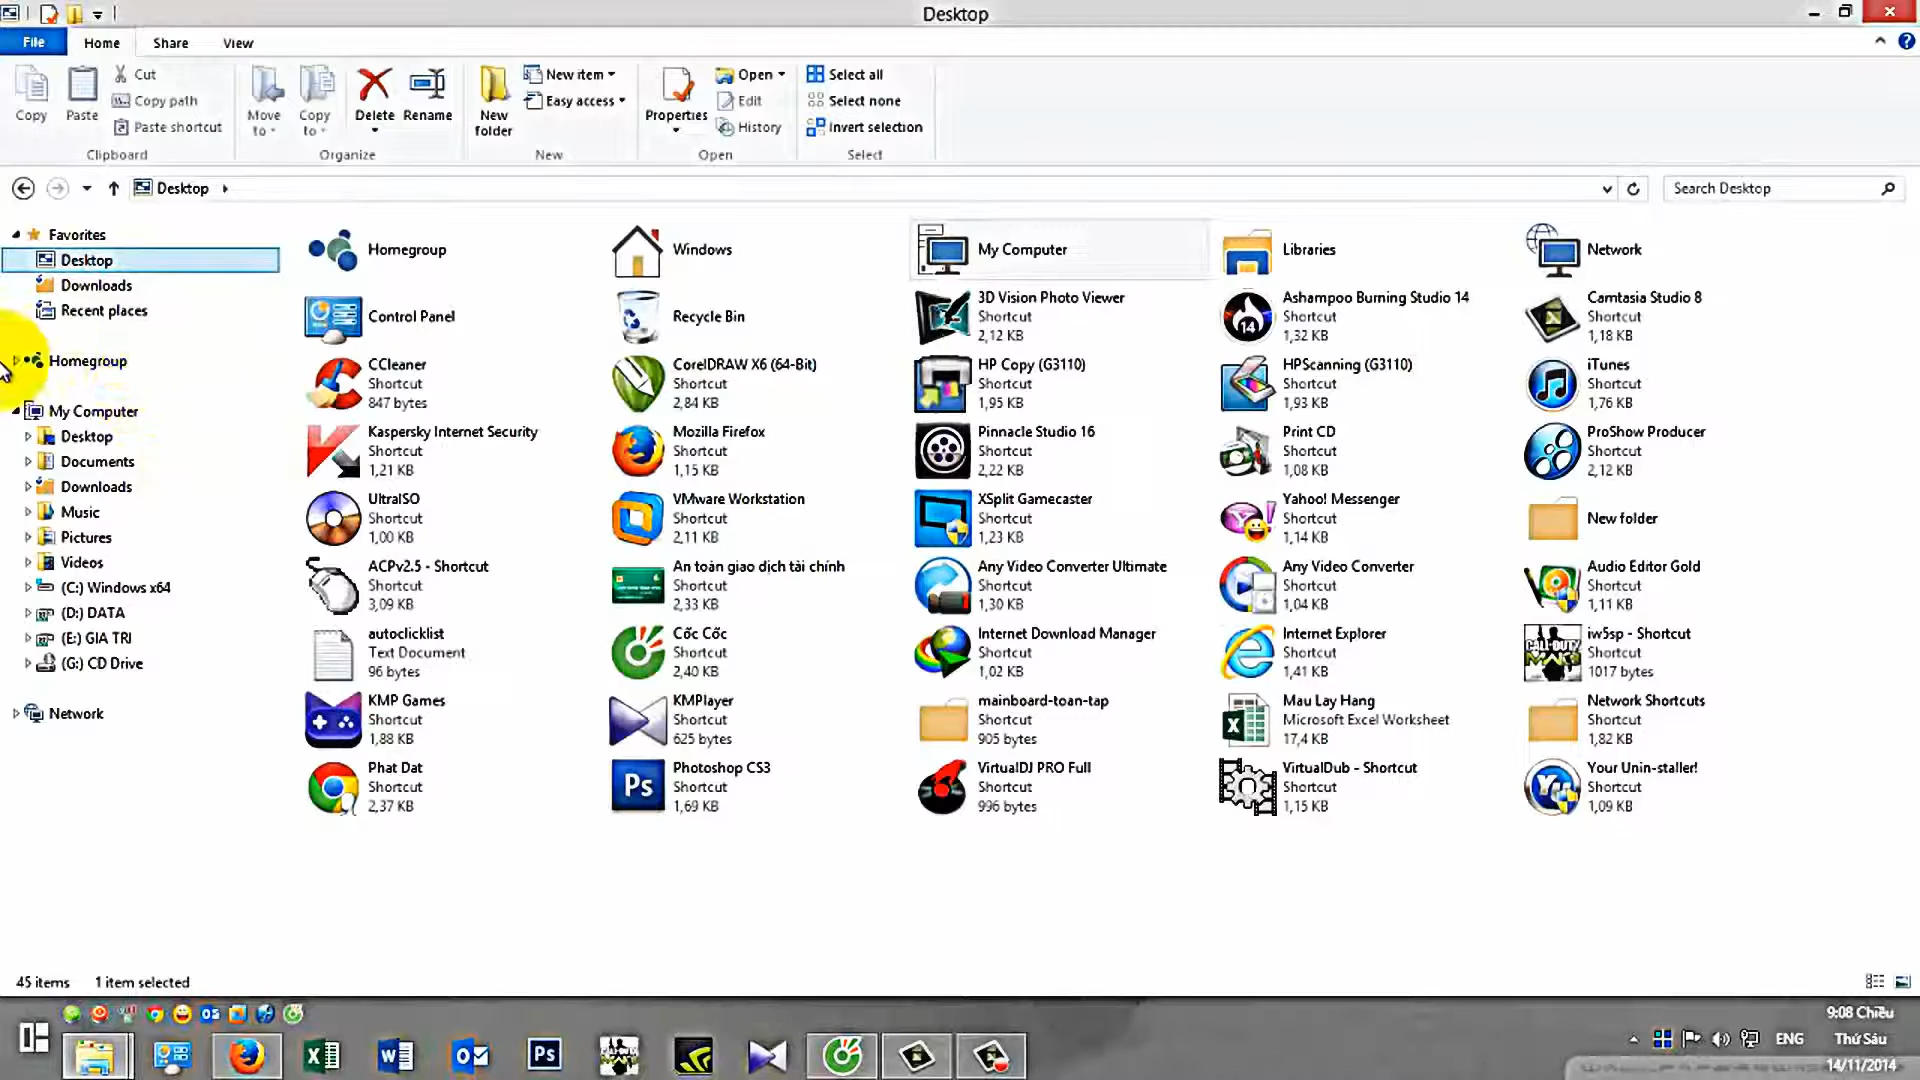 Desktop
File Home Share View
Copy
Paste
Cut
Copy path
Paste shortcut
Clipboard
Move to
Copy to
Delete
Rename
Organize
New folder
New item
Easy access
New
Properties
Open
Edit
History
Open
Select all
Select none
Invert selection
Select
Desktop
Search Desktop
Favorites
Desktop
Downloads
Recent places
Homegroup
My Computer
Desktop
Documents
Downloads
Music
Pictures
Videos
(C:) Windows x64
(D:) DATA
(E:) GIA TRI
(G:) CD Drive
Network
Homegroup
Windows
My Computer
Libraries
Network
Control Panel
Recycle Bin
3D Vision Photo Viewer
Shortcut
2,12 KB
Ashampoo Burning Studio 14
Shortcut
1,32 KB
Camtasia Studio 8
Shortcut
1,18 KB
CCleaner
Shortcut
847 bytes
CorelDRAW X6 (64-Bit)
Shortcut
2,84 KB
HP Copy (G3110)
Shortcut
1,95 KB
HPScanning (G3110)
Shortcut
1,93 KB
iTunes
Shortcut
1,76 KB
Kaspersky Internet Security
Shortcut
1,21 KB
Mozilla Firefox
Shortcut
1,15 KB
Pinnacle Studio 16
Shortcut
2,22 KB
Print CD
Shortcut
1,08 KB
ProShow Producer
Shortcut
2,12 KB
UltraISO
Shortcut
1,00 KB
VMware Workstation
Shortcut
2,11 KB
XSplit Gamecaster
Shortcut
1,23 KB
Yahoo! Messenger
Shortcut
1,14 KB
New folder
ACPv2.5 - Shortcut
Shortcut
3,09 KB
An toàn giao dịch tài chính
Shortcut
2,33 KB
Any Video Converter Ultimate
Shortcut
1,30 KB
Any Video Converter
Shortcut
1,04 KB
Audio Editor Gold
Shortcut
1,11 KB
autoclicklist
Text Document
96 bytes
Cốc Cốc
Shortcut
2,40 KB
Internet Download Manager
Shortcut
1,02 KB
Internet Explorer
Shortcut
1,41 KB
iw5sp - Shortcut
Shortcut
1017 bytes
KMP Games
Shortcut
1,88 KB
KMPlayer
Shortcut
625 bytes
mainboard-toan-tap
Shortcut
905 bytes
Mau Lay Hang
Microsoft Excel Worksheet
17,4 KB
Network Shortcuts
Shortcut
1,82 KB
Phat Dat
Shortcut
2,37 KB
Photoshop CS3
Shortcut
1,69 KB
VirtualDJ PRO Full
Shortcut
996 bytes
VirtualDub - Shortcut
Shortcut
1,15 KB
Your Unin-staller!
Shortcut
1,09 KB
45 items 1 item selected
9:08 Chiều
ENG
Thứ Sáu
14/11/2014